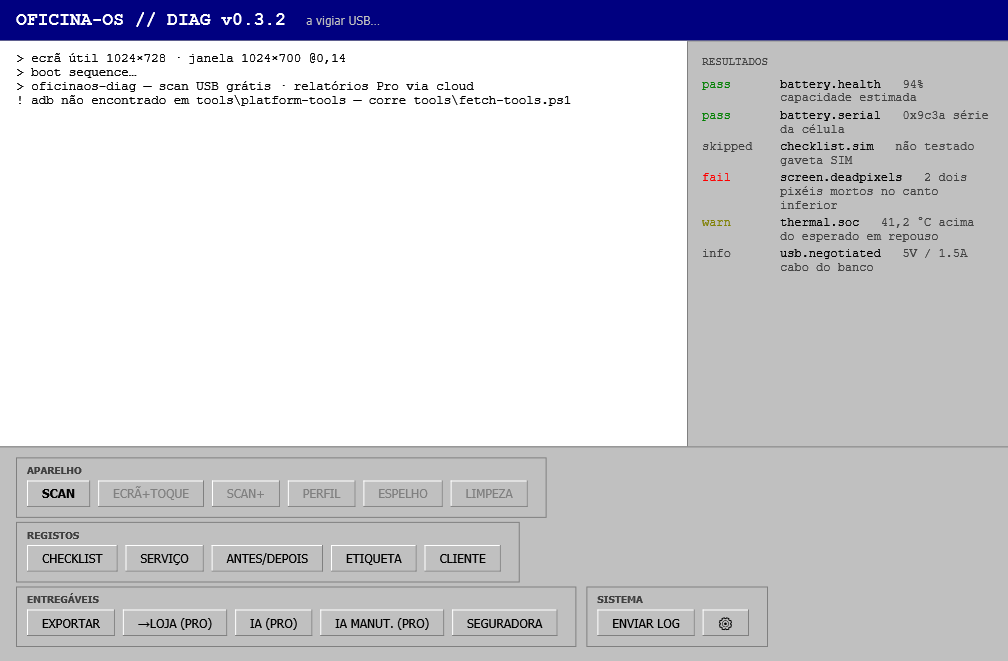 OFICINA-OS // DIAG v0.3.2 a vigiar USB…
> ecrã útil 1024×728 · janela 1024×700 @0,14
> boot sequence…
> oficinaos-diag — scan USB grátis · relatórios Pro via cloud
! adb não encontrado em tools\platform-tools — corre tools\fetch-tools.ps1
RESULTADOS
pass battery.health 94%
capacidade estimada
pass battery.serial 0x9c3a série
da célula
skipped checklist.sim não testado
gaveta SIM
fail screen.deadpixels 2 dois
pixéis mortos no canto
inferior
warn thermal.soc 41,2 °C acima
do esperado em repouso
info usb.negotiated 5V / 1.5A
cabo do banco
APARELHO
SCAN ECRÃ+TOQUE SCAN+ PERFIL ESPELHO LIMPEZA
REGISTOS
CHECKLIST SERVIÇO ANTES/DEPOIS ETIQUETA CLIENTE
ENTREGÁVEIS
EXPORTAR →LOJA (PRO) IA (PRO) IA MANUT. (PRO) SEGURADORA
SISTEMA
ENVIAR LOG